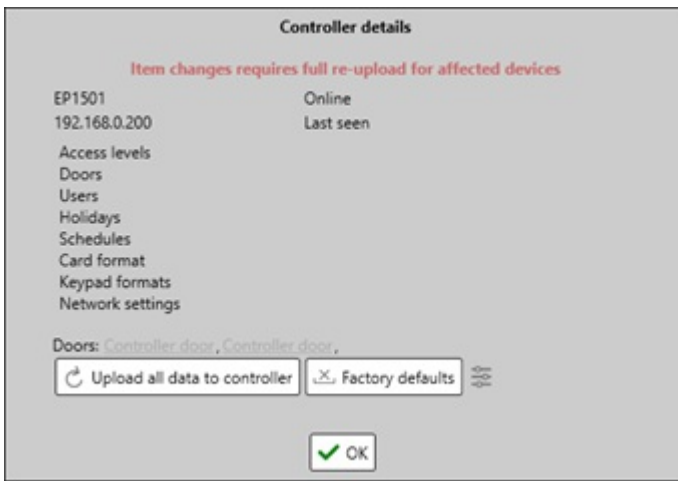 Controller details
Item changes requires full re-upload for affected devices
EP1501 Online
192.168.0.200 Last seen
Access levels
Doors
Users
Holidays
Schedules
Card format
Keypad formats
Network settings
Doors: Controller door, Controller door,
Upload all data to controller Factory defaults
OK